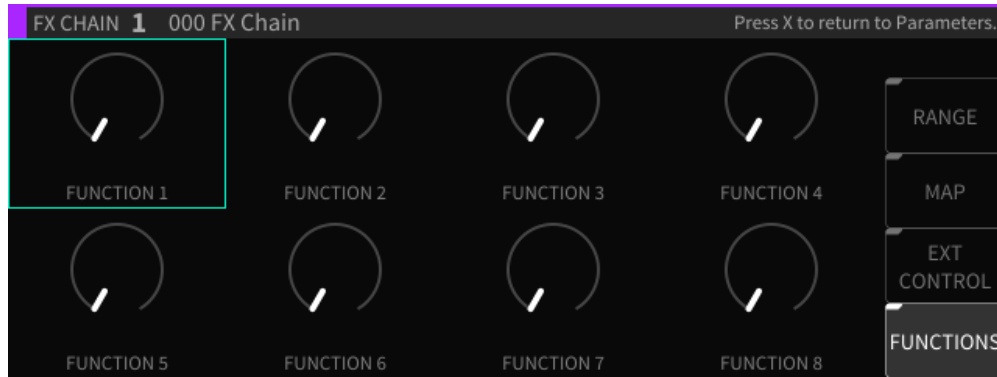 FX CHAIN 1 000 FX Chain Press X to return to Parameters.
RANGE
FUNCTION 1 FUNCTION 2 FUNCTION 3 FUNCTION 4
MAP
EXT
CONTROL
FUNCTIONS
FUNCTION 5 FUNCTION 6 FUNCTION 7 FUNCTION 8